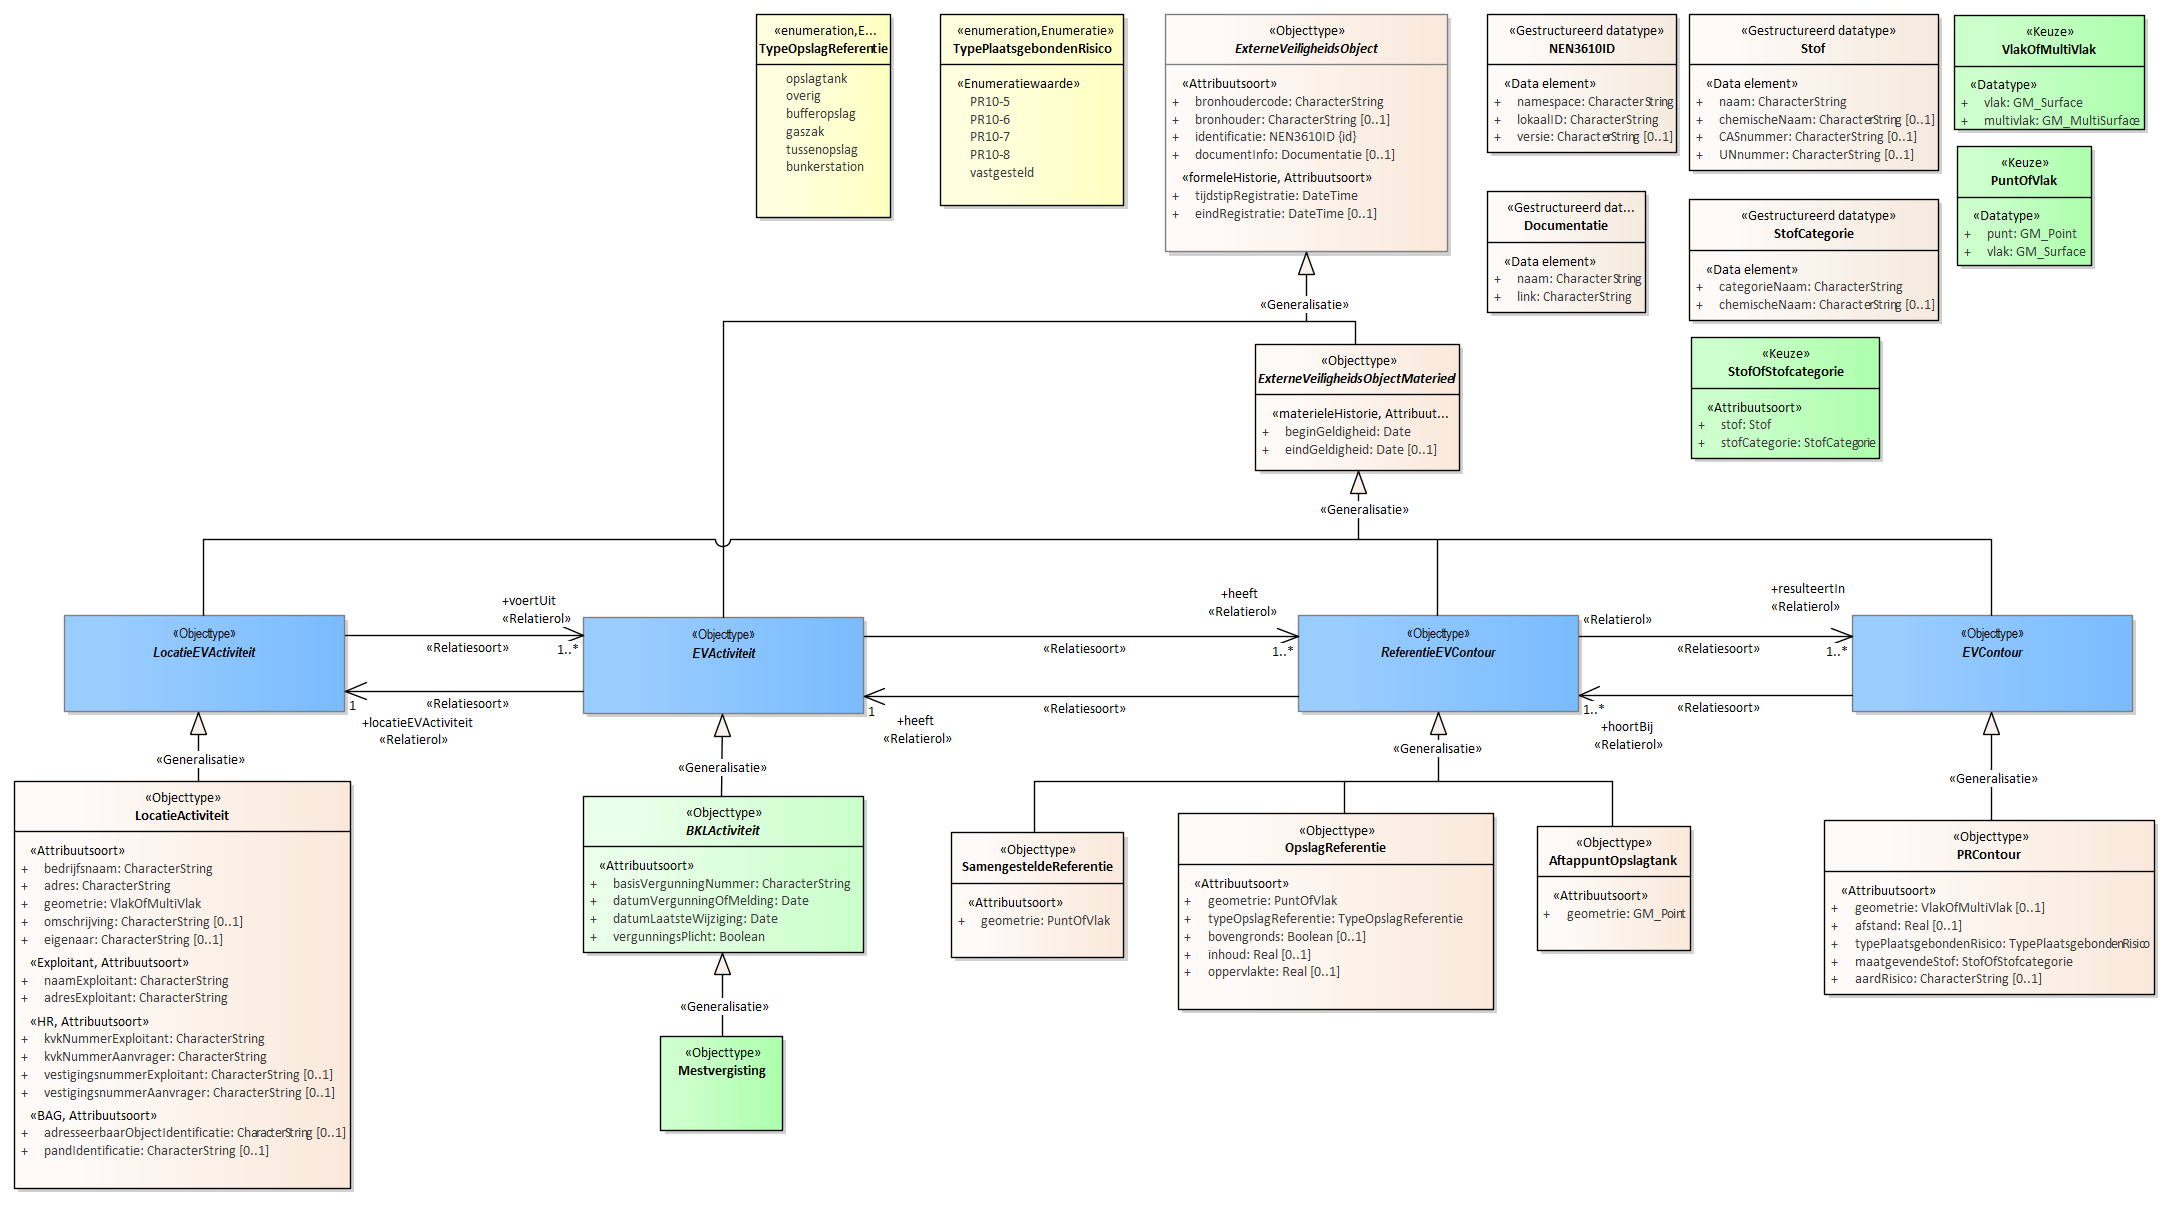 «enumeration,E...
TypeOpslagReferentie
opslagtank
overig
bufferopslag
gaszak
tussenopslag
bunkerstation
«enumeration,Enumeratie»
TypePlaatsgebondenRisico
«Enumeratiewaarde»
PR10-5
PR10-6
PR10-7
PR10-8
vastgesteld
«Objecttype»
ExterneVeiligheidsObject
«Attribuutsoort»
+ bronhoudercode: CharacterString
+ bronhouder: CharacterString [0..1]
+ identificatie: NEN3610ID {id}
+ documentInfo: Documentatie [0..1]
«formeleHistorie, Attribuutsoort»
+ tijdstipRegistratie: DateTime
+ eindRegistratie: DateTime [0..1]
«Gestructureerd datatype»
NEN3610ID
«Data element»
+ namespace: CharacterString
+ lokaalID: CharacterString
+ versie: CharacterString [0..1]
«Gestructureerd datatype»
Stof
«Data element»
+ naam: CharacterString
+ chemischeNaam: CharacterString [0..1]
+ CASnummer: CharacterString [0..1]
+ UNnummer: CharacterString [0..1]
«Keuze»
VlakOfMultiVlak
«Datatype»
+ vlak: GM_Surface
+ multivlak: GM_MultiSurface
«Keuze»
PuntOfVlak
«Datatype»
+ punt: GM_Point
+ vlak: GM_Surface
«Gestructureerd dat...
Documentatie
«Data element»
+ naam: CharacterString
+ link: CharacterString
«Gestructureerd datatype»
StofCategorie
«Data element»
+ categorieNaam: CharacterString
+ chemischeNaam: CharacterString [0..1]
«Keuze»
StofOfStofcategorie
«Attribuutsoort»
+ stof: Stof
+ stofCategorie: StofCategorie
«Generalisatie»
«Objecttype»
ExterneVeiligheidsObjectMaterieel
«materieleHistorie, Attribuut...
+ beginGeldigheid: Date
+ eindGeldigheid: Date [0..1]
«Generalisatie»
«Objecttype»
LocatieEVActiviteit
+voertUit
«Relatierol»
«Relatiesoort»
1..*
«Relatiesoort»
1
+locatieEVActiviteit
«Relatierol»
«Objecttype»
EVActiviteit
+heeft
«Relatierol»
«Relatiesoort»
1..*
«Relatiesoort»
1
+heeft
«Relatierol»
«Objecttype»
ReferentieEVContour
«Relatierol»
+resulteertIn
«Relatierol»
«Relatiesoort»
1..*
«Relatiesoort»
1..*
+hoortBij
«Relatierol»
«Objecttype»
EVContour
«Generalisatie»
«Generalisatie»
«Generalisatie»
«Generalisatie»
«Objecttype»
LocatieActiviteit
«Attribuutsoort»
+ bedrijfsnaam: CharacterString
+ adres: CharacterString
+ geometrie: VlakOfMultiVlak
+ omschrijving: CharacterString [0..1]
+ eigenaar: CharacterString [0..1]
«Exploitant, Attribuutsoort»
+ naamExploitant: CharacterString
+ adresExploitant: CharacterString
«HR, Attribuutsoort»
+ kvkNummerExploitant: CharacterString
+ kvkNummerAanvrager: CharacterString
+ vestigingsnummerExploitant: CharacterString [0..1]
+ vestigingsnummerAanvrager: CharacterString [0..1]
«BAG, Attribuutsoort»
+ adresseerbaarObjectIdentificatie: CharacterString [0..1]
+ pandIdentificatie: CharacterString [0..1]
«Objecttype»
BKLActiviteit
«Attribuutsoort»
+ basisVergunningNummer: CharacterString
+ datumVergunningOfMelding: Date
+ datumLaatsteWijziging: Date
+ vergunningsPlicht: Boolean
«Generalisatie»
«Objecttype»
Mestvergisting
«Objecttype»
SamengesteldeReferentie
«Attribuutsoort»
+ geometrie: PuntOfVlak
«Objecttype»
OpslagReferentie
«Attribuutsoort»
+ geometrie: PuntOfVlak
+ typeOpslagReferentie: TypeOpslagReferentie
+ bovengronds: Boolean [0..1]
+ inhoud: Real [0..1]
+ oppervlakte: Real [0..1]
«Objecttype»
AftappuntOpslagtank
«Attribuutsoort»
+ geometrie: GM_Point
«Objecttype»
PRContour
«Attribuutsoort»
+ geometrie: VlakOfMultiVlak [0..1]
+ afstand: Real [0..1]
+ typePlaatsgebondenRisico: TypePlaatsgebondenRisico
+ maatgevendeStof: StofOfStofcategorie
+ aardRisico: CharacterString [0..1]